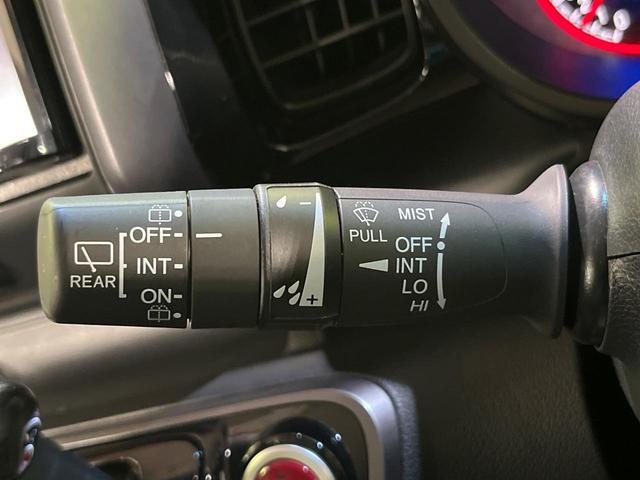 REAR
OFF
INT
ON
−
+
PULL
MIST
OFF
INT
LO
HI